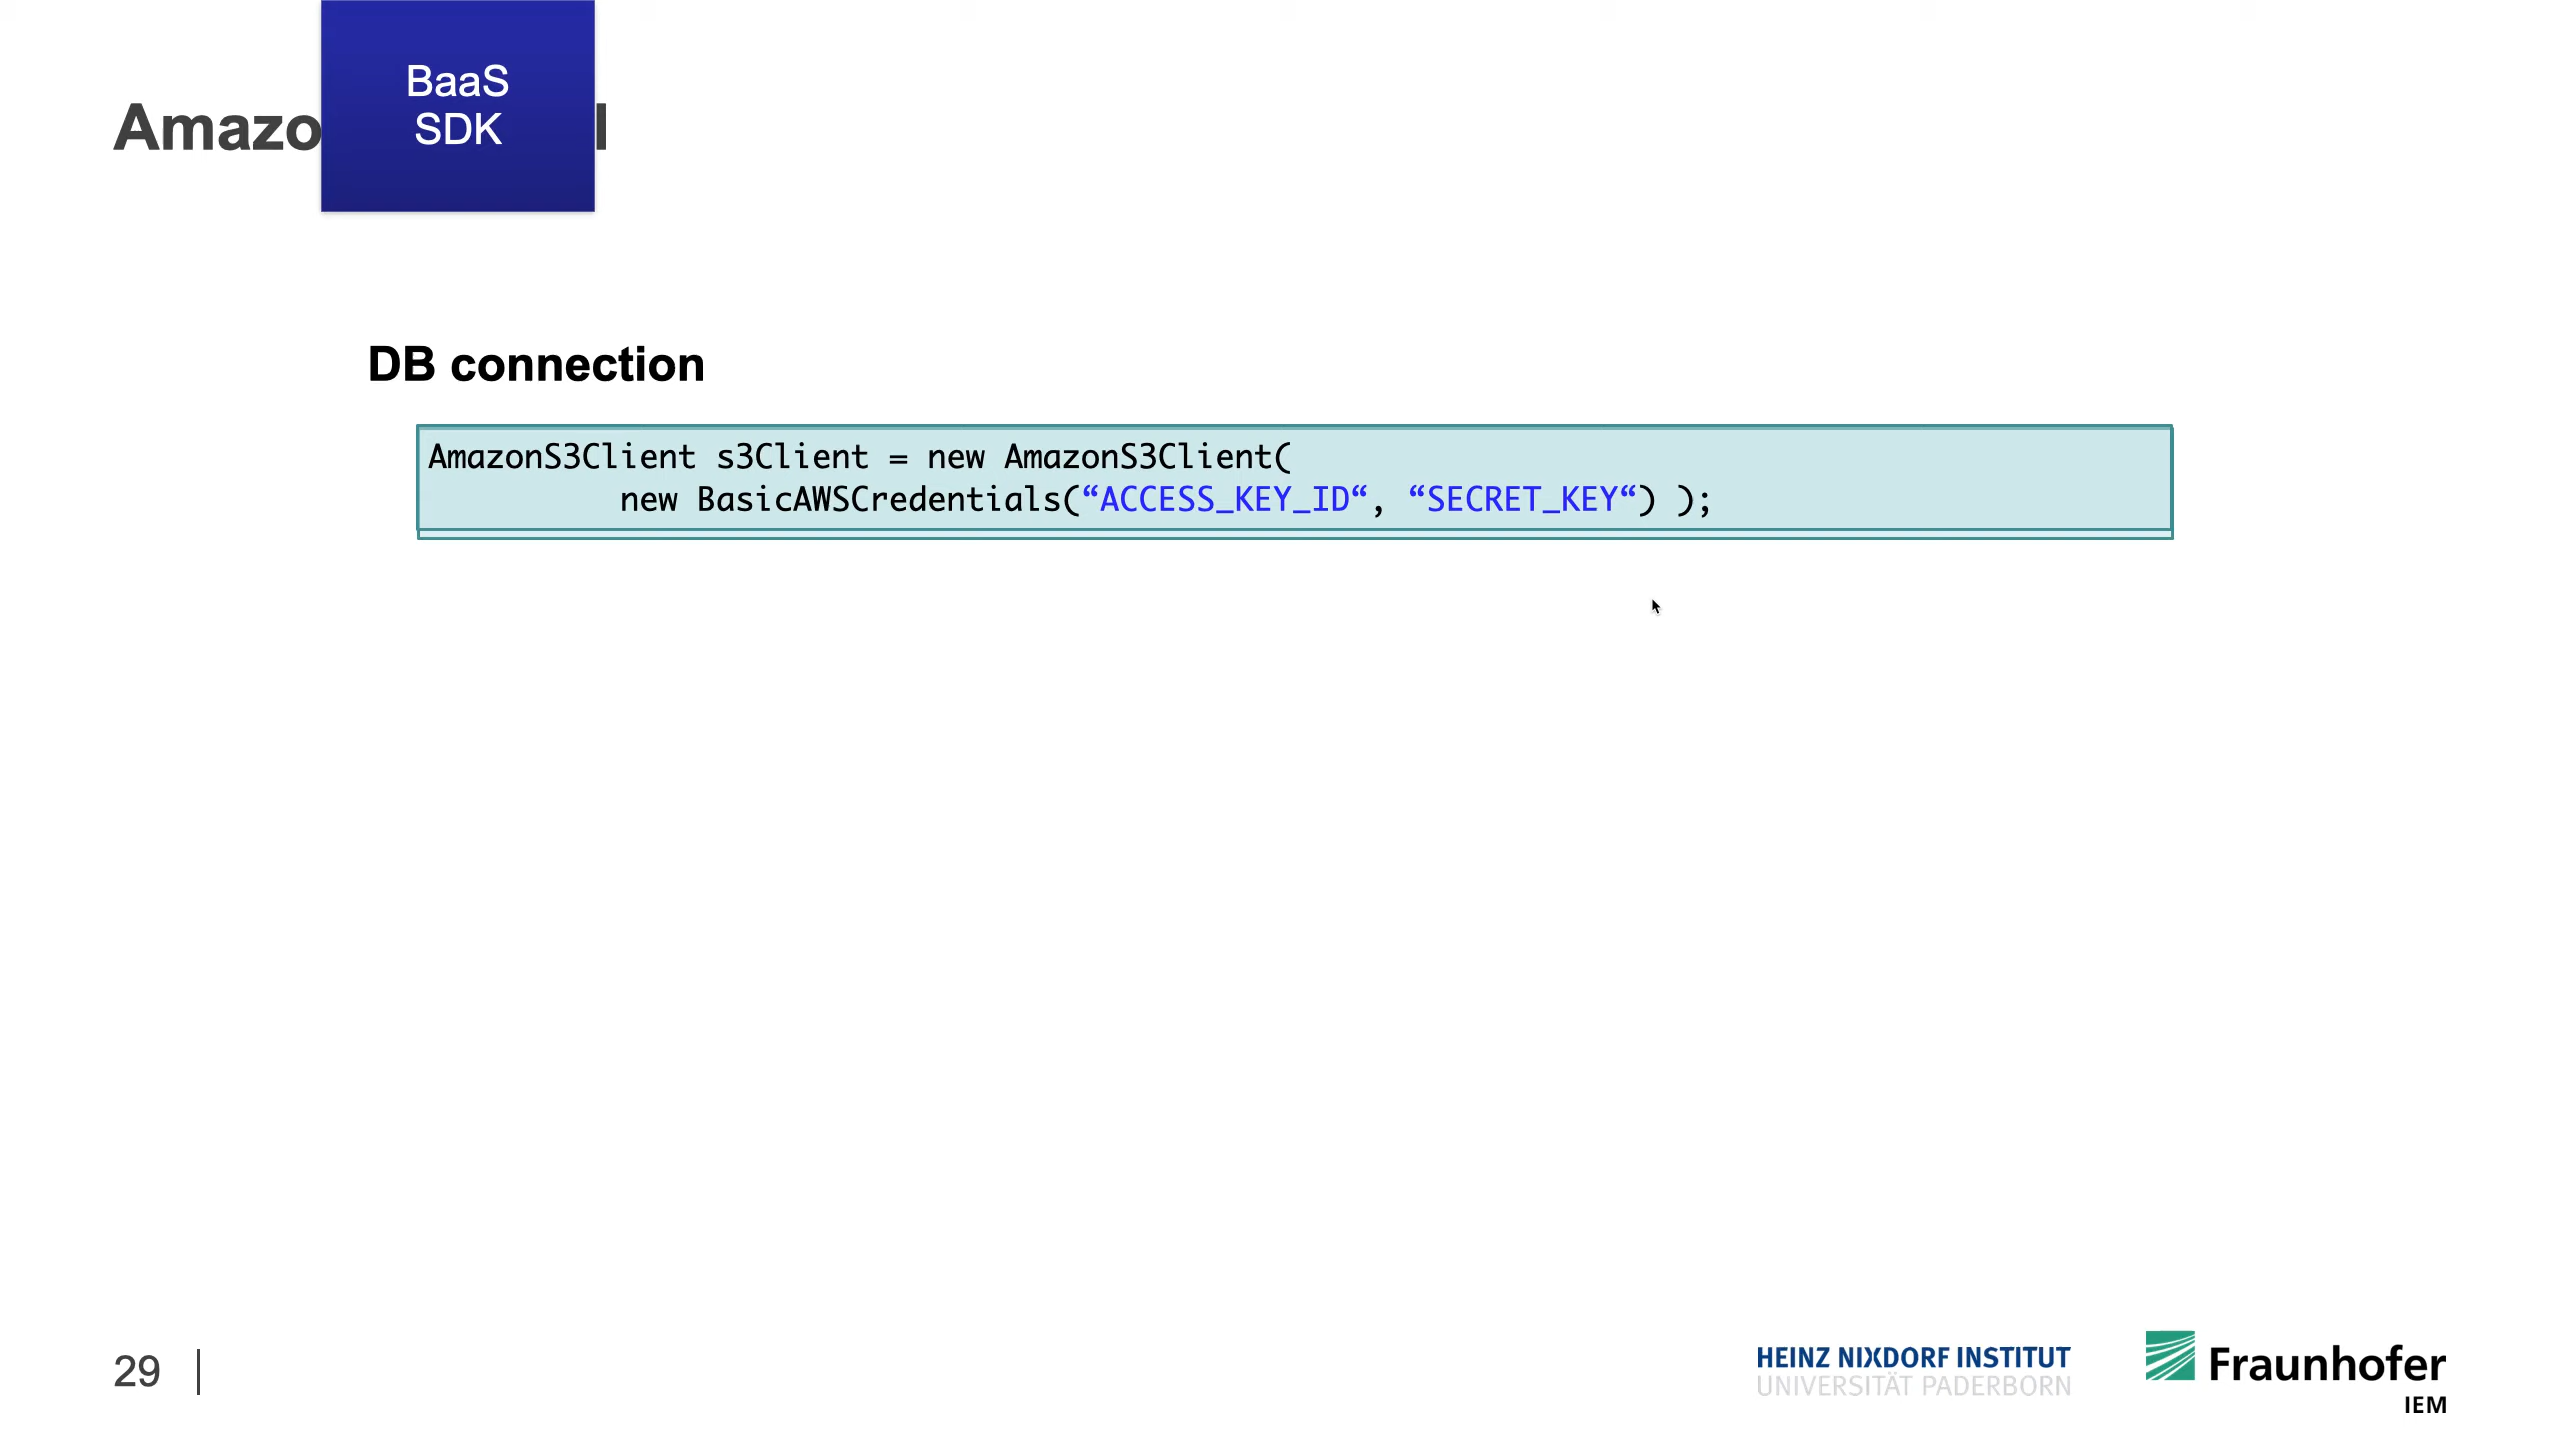 BaaS
SDK
DB connection
AmazonS3Client s3Client = new AmazonS3Client(
new BasicAWSCredentials(“ACCESS_KEY_ID“, “SECRET_KEY“) );
29
HEINZ NIXDORF INSTITUT
UNIVERSITÄT PADERBORN
Fraunhofer
IEM